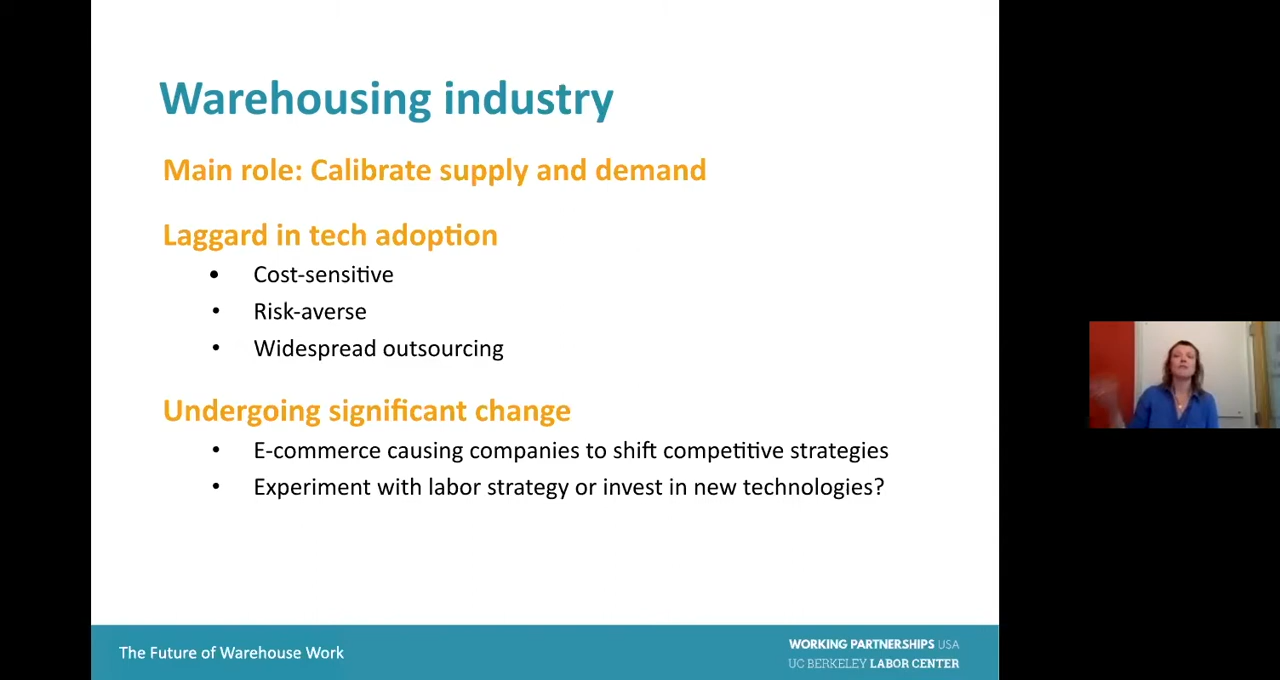 Warehousing industry
Main role: Calibrate supply and demand
Laggard in tech adoption
• Cost-sensitive
• Risk-averse
• Widespread outsourcing
Undergoing significant change
• E-commerce causing companies to shift competitive strategies
• Experiment with labor strategy or invest in new technologies?
The Future of Warehouse Work
WORKING PARTNERSHIPS USA
UC BERKELEY LABOR CENTER